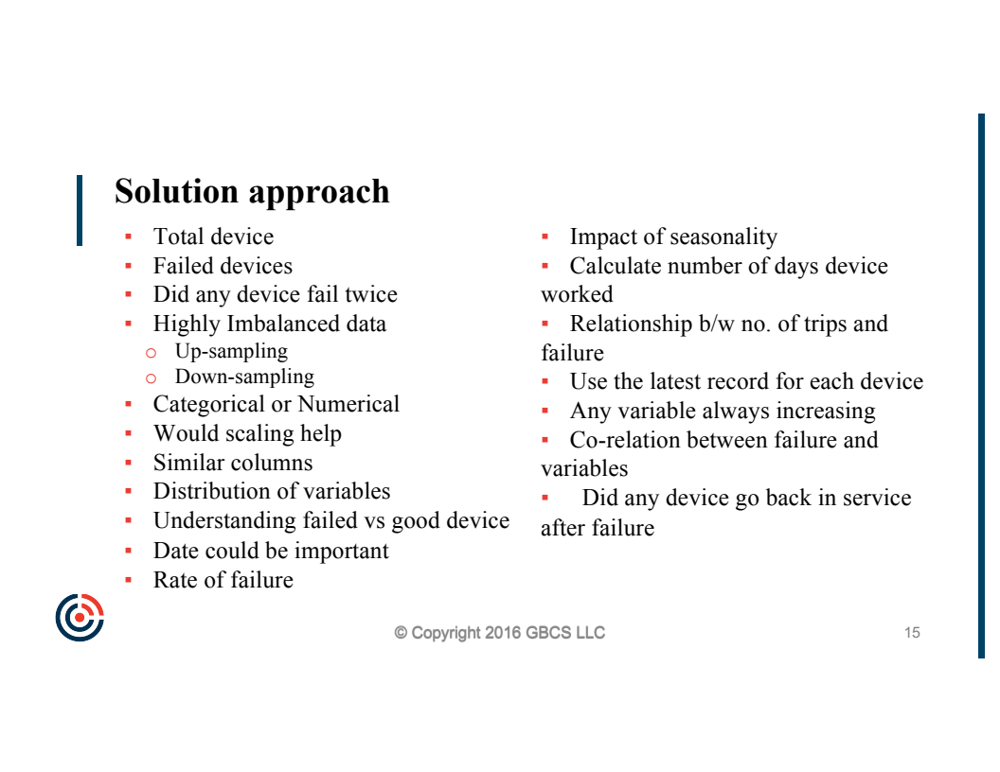 Solution approach
▪ Total device
▪ Failed devices
▪ Did any device fail twice
▪ Highly Imbalanced data
o Up-sampling
o Down-sampling
▪ Categorical or Numerical
▪ Would scaling help
▪ Similar columns
▪ Distribution of variables
▪ Understanding failed vs good device
▪ Date could be important
▪ Rate of failure
▪ Impact of seasonality
▪ Calculate number of days device
worked
▪ Relationship b/w no. of trips and
failure
▪ Use the latest record for each device
▪ Any variable always increasing
▪ Co-relation between failure and
variables
▪ Did any device go back in service
after failure
© Copyright 2016 GBCS LLC
15